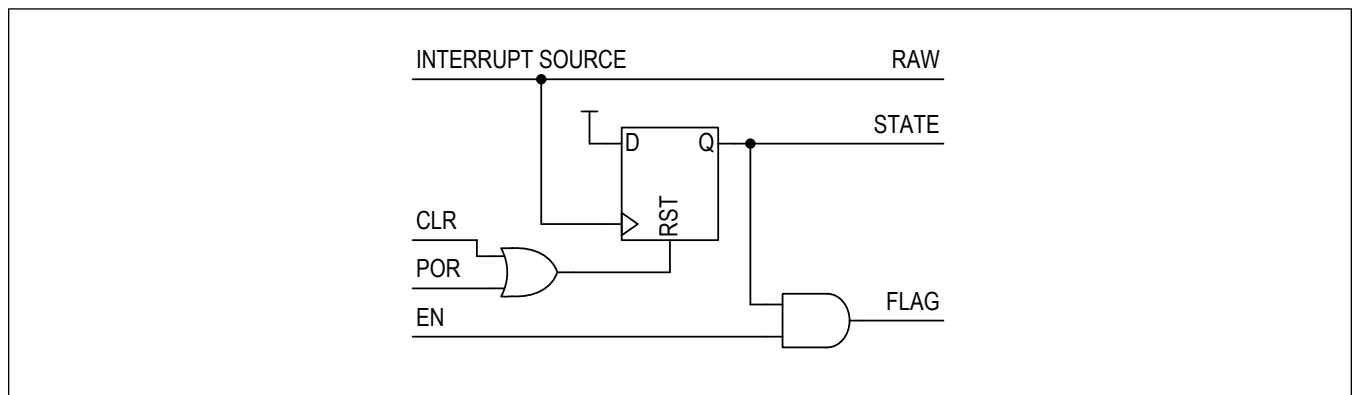 INTERRUPT SOURCE RAW
STATE
D Q
CLR
RST
POR
FLAG
EN